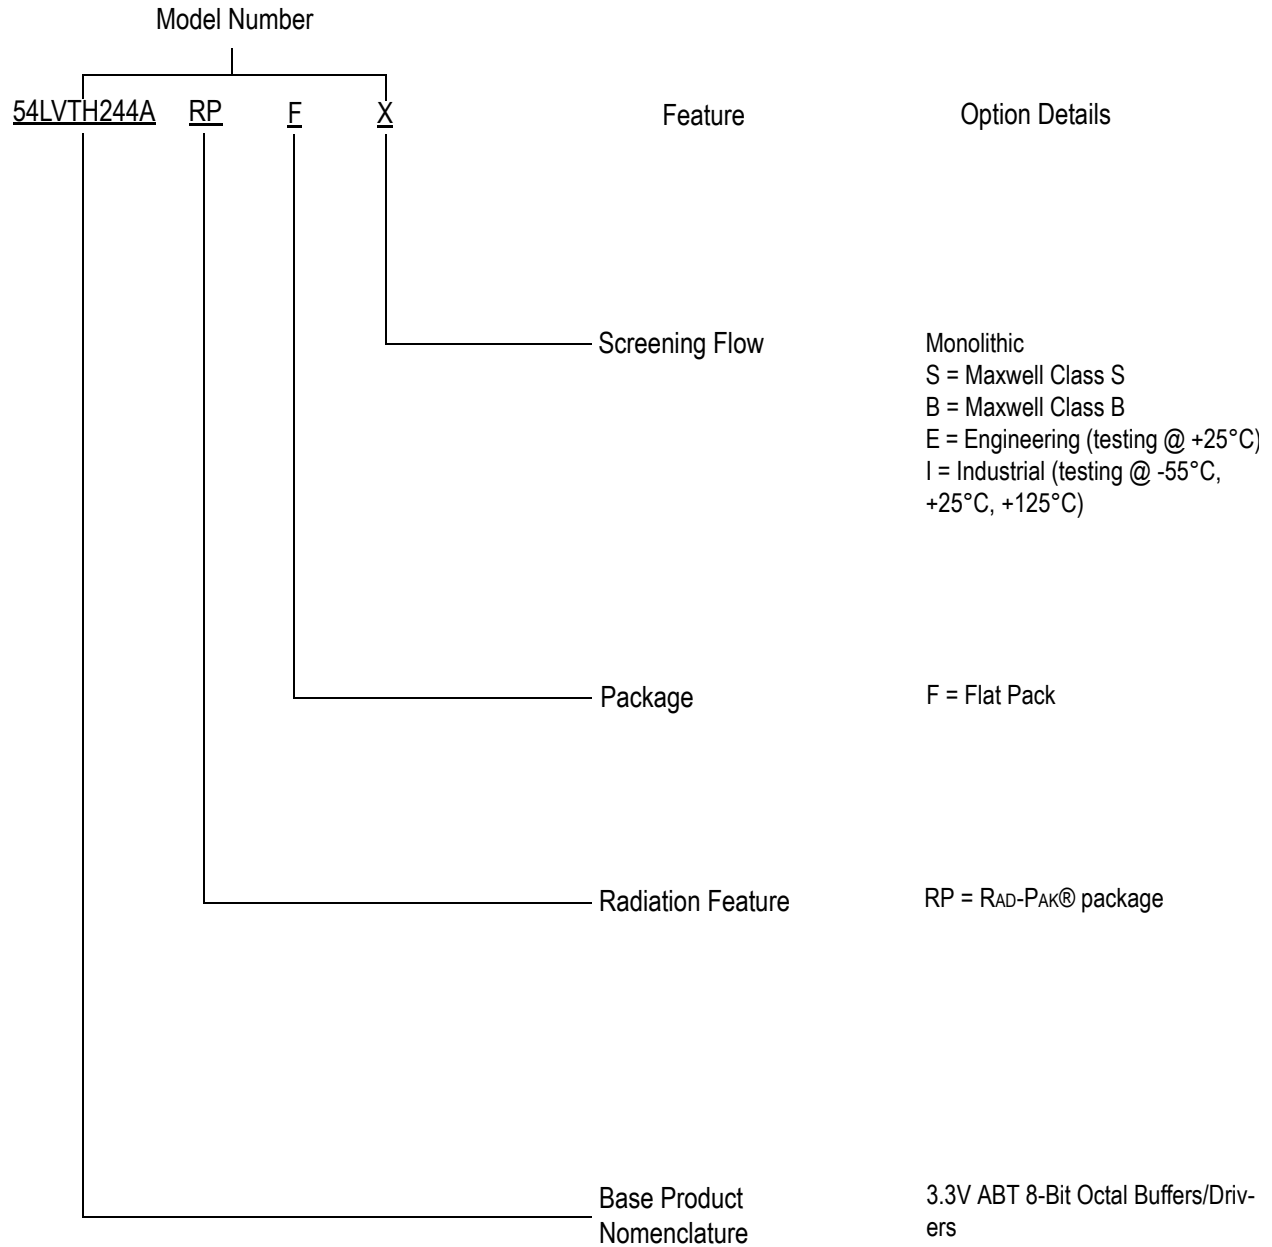 Model Number
54LVTH244A RP F X Feature Option Details
Screening Flow
Monolithic
S = Maxwell Class S
B = Maxwell Class B
E = Engineering (testing @ +25°C)
I = Industrial (testing @ -55°C,
+25°C, +125°C)
Package
F = Flat Pack
Radiation Feature
RP = RAD-PAK® package
Base Product
Nomenclature
3.3V ABT 8-Bit Octal Buffers/Driv-
ers